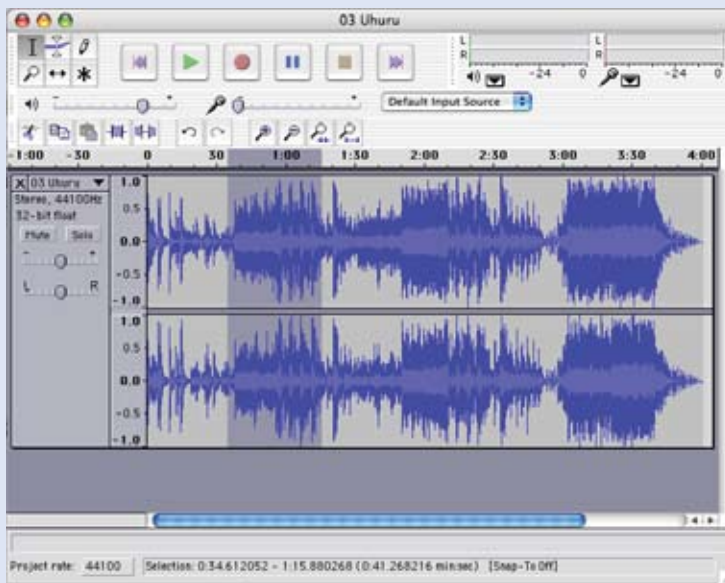 03 Uhuru
L
R
-24 0
L
R
-24 0
Default Input Source
-1:00 -30 0 30 1:00 1:30 2:00 2:30 3:00 3:30 4:00
X 03 Uhuru
Stereo, 44100Hz
32-bit float
Mute Solo
- +
L R
1.0
0.5
0.0
-0.5
-1.0
1.0
0.5
0.0
-0.5
-1.0
Project rate: 44100 Selection: 0:34.612052 - 1:15.880268 (0:41.268216 min:sec) [Snap-To Off]